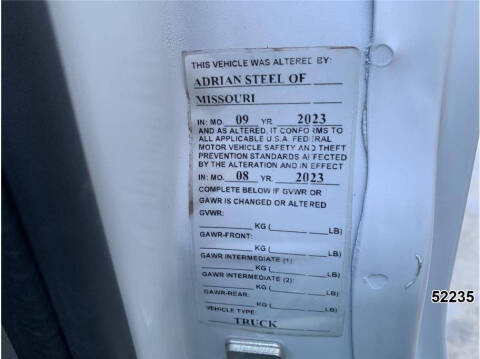 THIS VEHICLE WAS ALTERED BY:
ADRIAN STEEL OF
MISSOURI
IN: MO. 09 YR. 2023
AND AS ALTERED, IT CONFORMS TO
ALL APPLICABLE U.S.A. FEDERAL
MOTOR VEHICLE SAFETY AND THEFT
PREVENTION STANDARDS AFFECTED
BY THE ALTERATION AND IN EFFECT
IN: MO. 08 YR. 2023
COMPLETE BELOW IF GVWR OR
GAWR IS CHANGED OR ALTERED
GVWR:
KG ( LB)
GAWR-FRONT:
KG ( LB)
GAWR INTERMEDIATE (1):
KG ( LB)
GAWR INTERMEDIATE (2):
KG ( LB)
GAWR-REAR:
KG ( LB)
VEHICLE TYPE:
TRUCK
52235